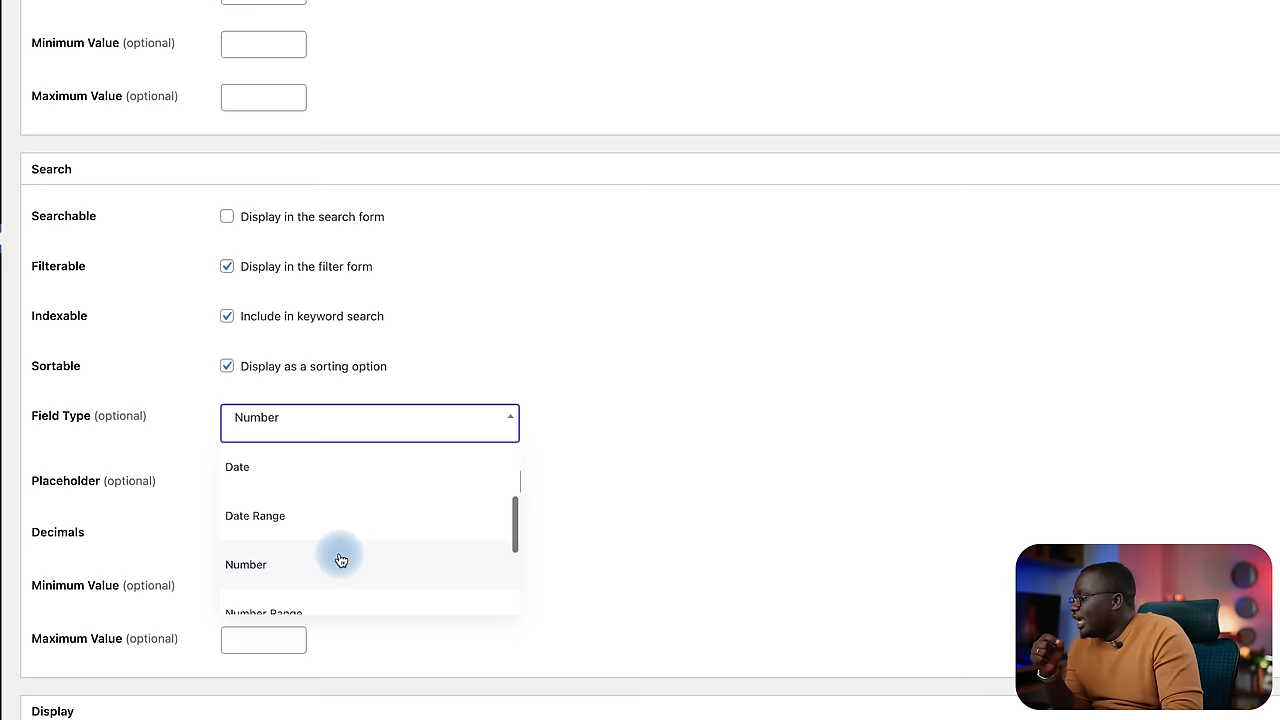 Minimum Value (optional)
Maximum Value (optional)
Search
Searchable
Display in the search form
Filterable
Display in the filter form
Indexable
Include in keyword search
Sortable
Display as a sorting option
Field Type (optional)
Number
Date
Date Range
Number
Number Range
Placeholder (optional)
Decimals
Minimum Value (optional)
Maximum Value (optional)
Display